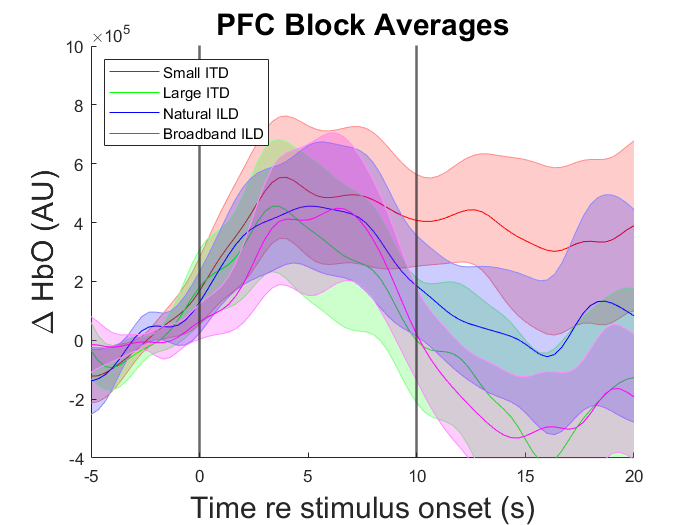 PFC Block Averages
×10⁵
Small ITD
Large ITD
Natural ILD
Broadband ILD
10
8
6
4
2
0
-2
-4
Δ HbO (AU)
-5 0 5 10 15 20
Time re stimulus onset (s)